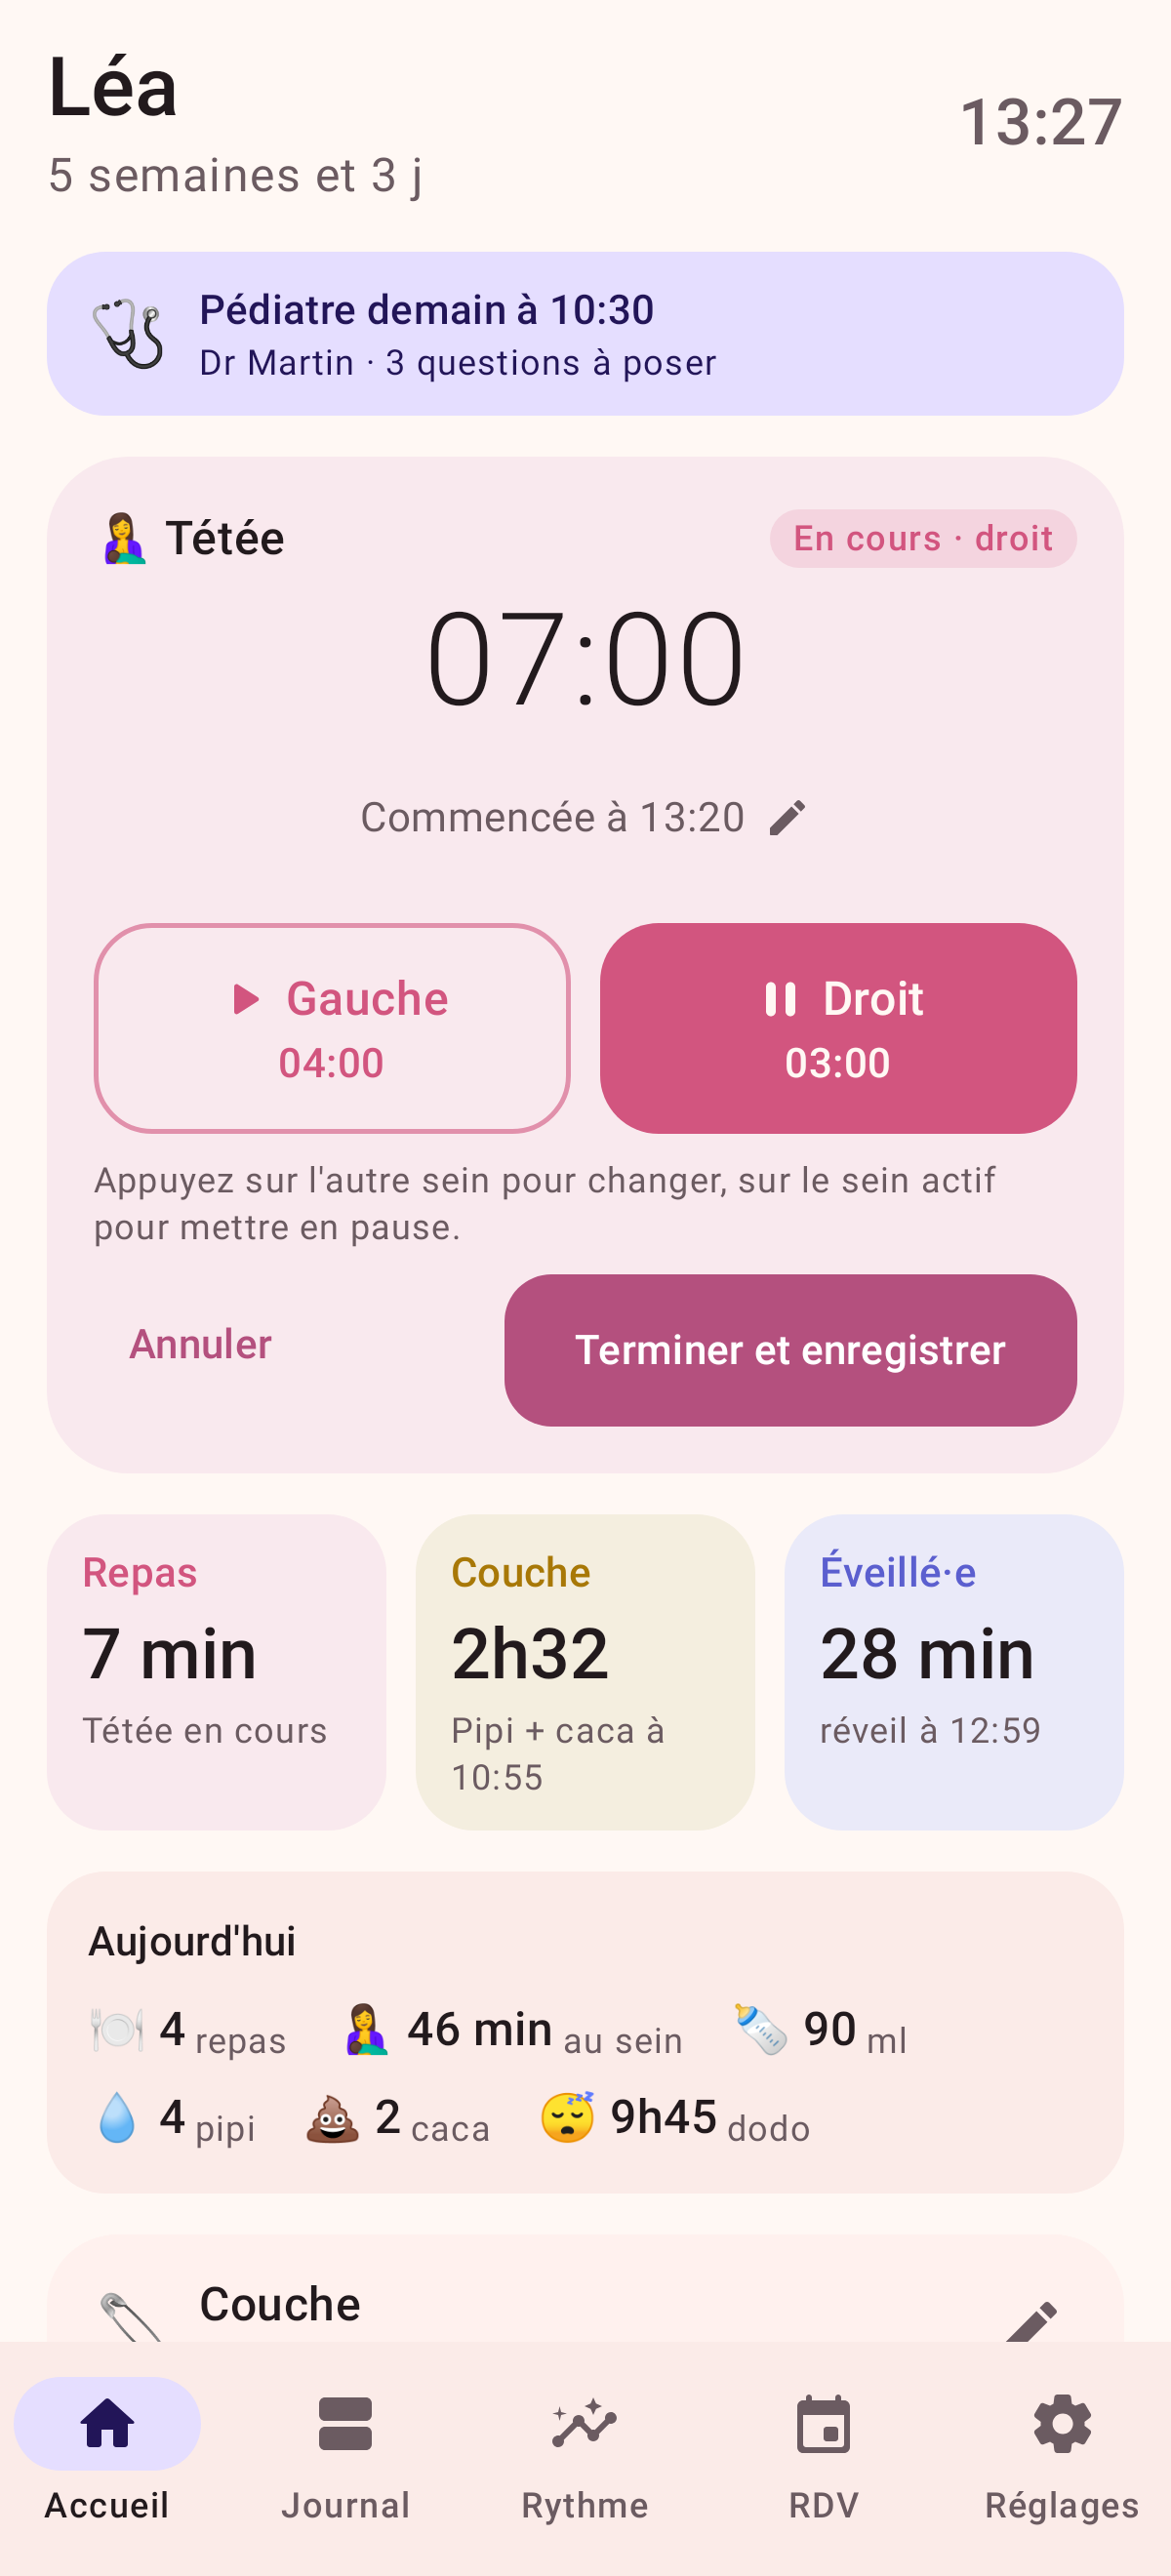 Léa
13:27
5 semaines et 3 j
Pédiatre demain à 10:30
Dr Martin · 3 questions à poser
Tétée
En cours · droit
07:00
Commencée à 13:20
Gauche
04:00
Droit
03:00
Appuyez sur l'autre sein pour changer, sur le sein actif
pour mettre en pause.
Annuler
Terminer et enregistrer
Repas
7 min
Tétée en cours
Couche
2h32
Pipi + caca à
10:55
Éveillé·e
28 min
réveil à 12:59
Aujourd'hui
4 repas
46 min au sein
90 ml
4 pipi
2 caca
9h45 dodo
Couche
Accueil
Journal
Rythme
RDV
Réglages